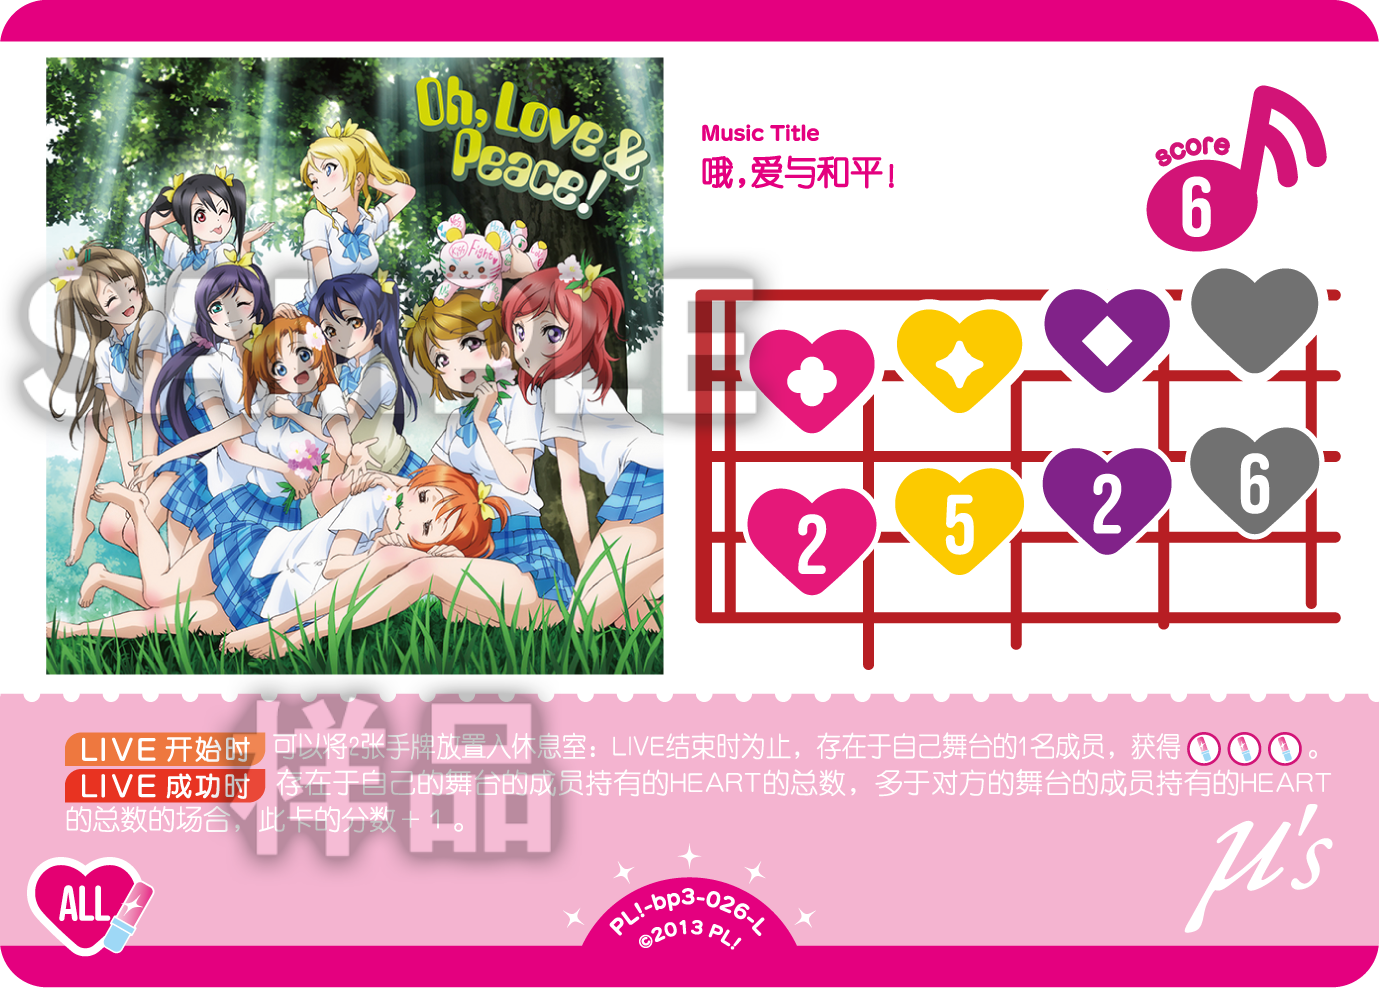 Oh, Love &
Peace!
Music Title
哦,爱与和平!
score
6
2
5
2
6
SAMPLE
样品
LIVE 开始时 可以将2张手牌放置入休息室：LIVE结束时为止，存在于自己舞台的1名成员，获得。
LIVE 成功时 存在于自己的舞台的成员持有的HEART的总数，多于对方的舞台的成员持有的HEART
的总数的场合，此卡的分数＋１。
ALL
PL!-bp3-026-L
©2013 PL!
μ's